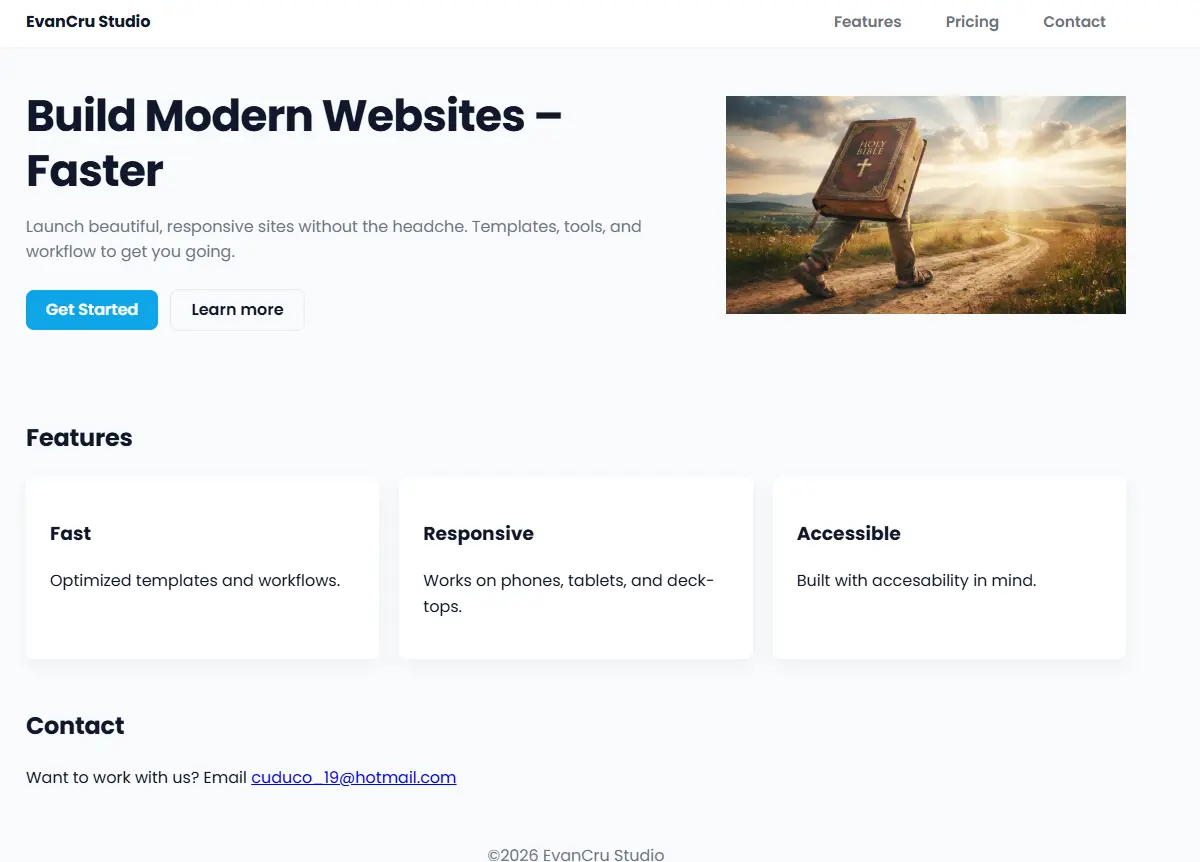 EvanCru Studio
Features
Pricing
Contact
Build Modern Websites –
Faster
HOLY
BIBLE
Launch beautiful, responsive sites without the headche. Templates, tools, and
workflow to get you going.
Get Started
Learn more
Features
Fast
Optimized templates and workflows.
Responsive
Works on phones, tablets, and deck-
tops.
Accessible
Built with accesability in mind.
Contact
Want to work with us? Email cuduco_19@hotmail.com
©2026 EvanCru Studio